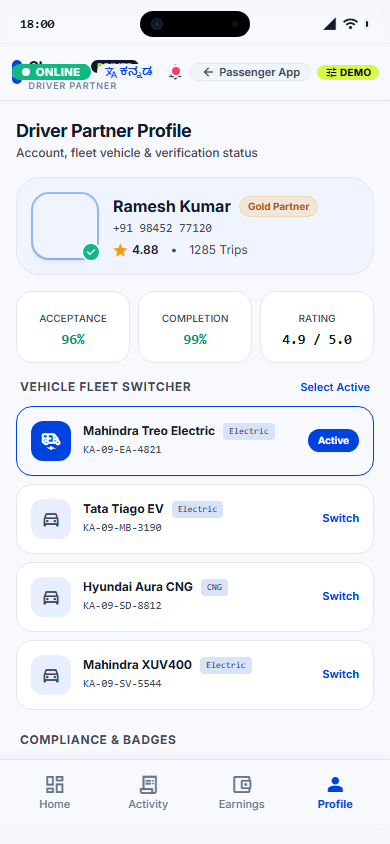 18:00
ONLINE
ಕನ್ನಡ
Passenger App
DEMO
DRIVER PARTNER
Driver Partner Profile
Account, fleet vehicle & verification status
Ramesh Kumar
Gold Partner
+91 98452 77120
4.88 • 1285 Trips
ACCEPTANCE
96%
COMPLETION
99%
RATING
4.9 / 5.0
VEHICLE FLEET SWITCHER
Select Active
Mahindra Treo Electric
Electric
KA-09-EA-4821
Active
Tata Tiago EV
Electric
KA-09-MB-3190
Switch
Hyundai Aura CNG
CNG
KA-09-SD-8812
Switch
Mahindra XUV400
Electric
KA-09-SV-5544
Switch
COMPLIANCE & BADGES
Home
Activity
Earnings
Profile